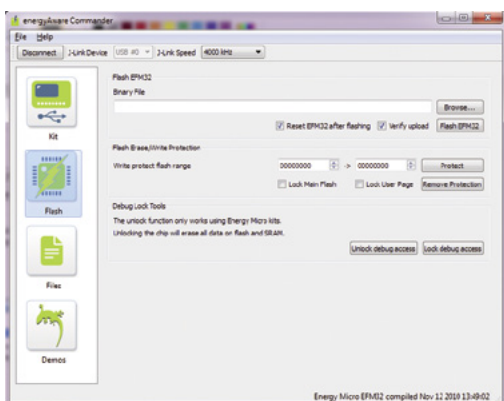 energyAware Commander
File Help
Disconnect J-Link Device USB #0 J-Link Speed 4000 kHz
Flash EFM32
Binary File
Browse...
Reset EFM32 after flashing Verify upload Flash EFM32
Kit
Flash Erase/Write Protection
Write protect flash range 00000000 -> 00000000 Protect
Lock Main Flash Lock User Page Remove Protection
Flash
Debug Lock Tools
The unlock function only works using Energy Micro kits.
Unlocking the chip will erase all data on flash and SRAM.
Unlock debug access Lock debug access
Files
Demos
Energy Micro EFM32 compiled Nov 12 2010 13:49:02